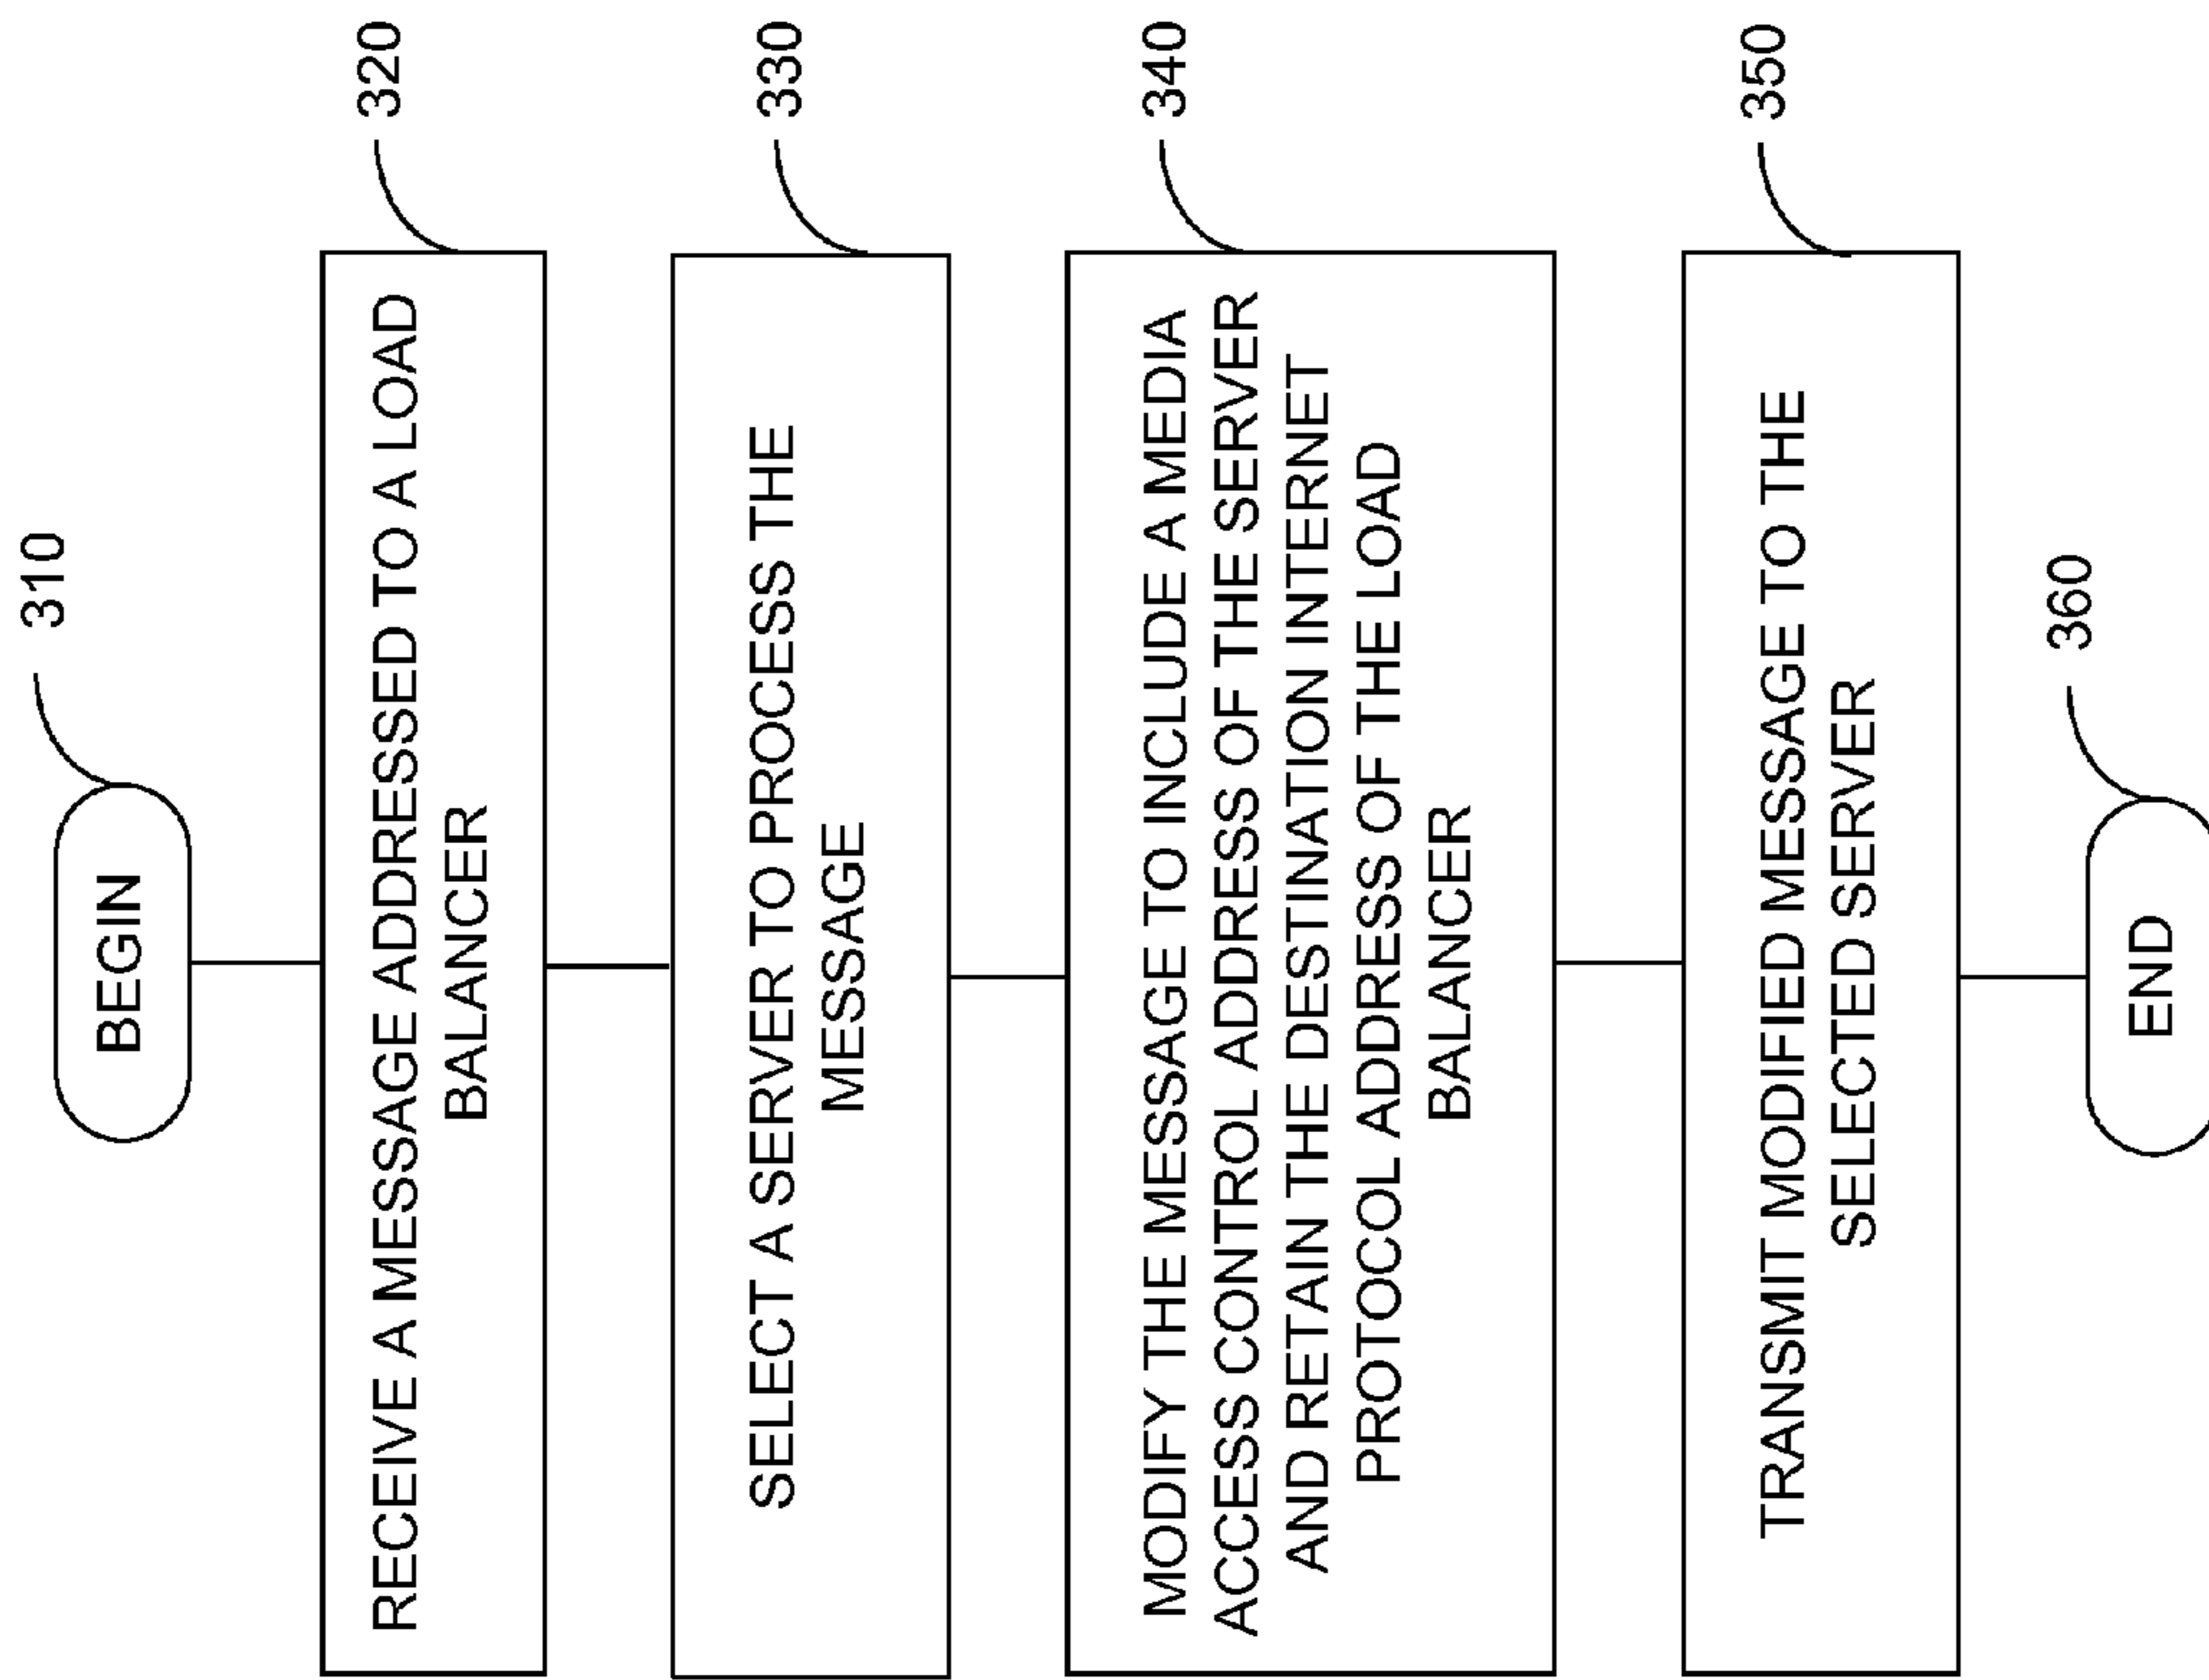 310
BEGIN
320
RECEIVE A MESSAGE ADDRESSED TO A LOAD
BALANCER
330
SELECT A SERVER TO PROCESS THE
MESSAGE
340
MODIFY THE MESSAGE TO INCLUDE A MEDIA
ACCESS CONTROL ADDRESS OF THE SERVER
AND RETAIN THE DESTINATION INTERNET
PROTOCOL ADDRESS OF THE LOAD
BALANCER
350
TRANSMIT MODIFIED MESSAGE TO THE
SELECTED SERVER
360
END